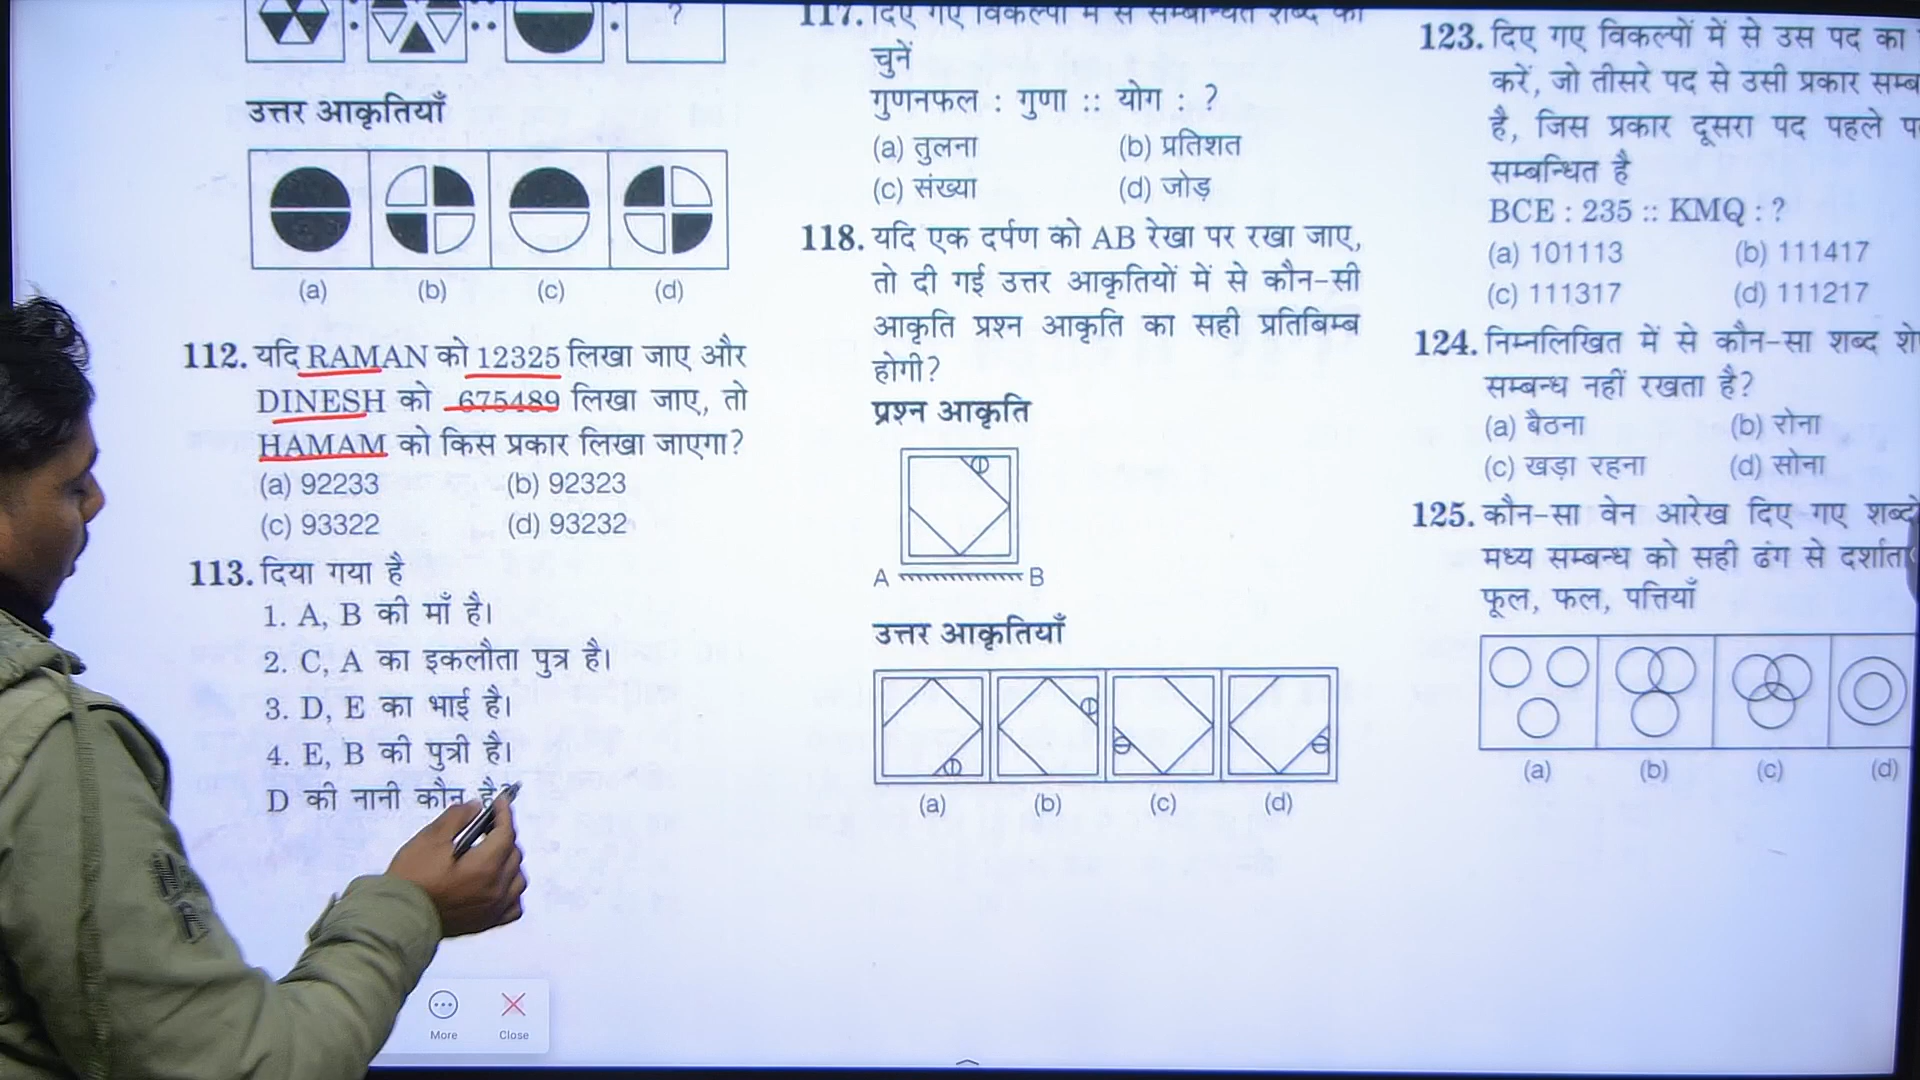 ?
उत्तर आकृतियाँ
(a) (b) (c) (d)
112. यदि RAMAN को 12325 लिखा जाए और
DINESH को 675489 लिखा जाए, तो
HAMAM को किस प्रकार लिखा जाएगा?
(a) 92233 (b) 92323
(c) 93322 (d) 93232
113. दिया गया है
1. A, B की माँ है।
2. C, A का इकलौता पुत्र है।
3. D, E का भाई है।
4. E, B की पुत्री है।
D की नानी कौन है?
117. दिए गए विकल्पों में से सम्बन्धित शब्द को
चुनें
गुणनफल : गुणा :: योग : ?
(a) तुलना (b) प्रतिशत
(c) संख्या (d) जोड़
118. यदि एक दर्पण को AB रेखा पर रखा जाए,
तो दी गई उत्तर आकृतियों में से कौन-सी
आकृति प्रश्न आकृति का सही प्रतिबिम्ब
होगी?
प्रश्न आकृति
A B
उत्तर आकृतियाँ
(a) (b) (c) (d)
123. दिए गए विकल्पों में से उस पद का
करें, जो तीसरे पद से उसी प्रकार
है, जिस प्रकार दूसरा पद पहले
सम्बन्धित है
BCE : 235 :: KMQ : ?
(a) 101113 (b) 111417
(c) 111317 (d) 111217
124. निम्नलिखित में से कौन-सा शब्द
सम्बन्ध नहीं रखता है?
(a) बैठना (b) रोना
(c) खड़ा रहना (d) सोना
125. कौन-सा वेन आरेख दिए गए
मध्य सम्बन्ध को सही ढंग से
फूल, फल, पत्तियाँ
(a) (b) (c) (d)
More Close